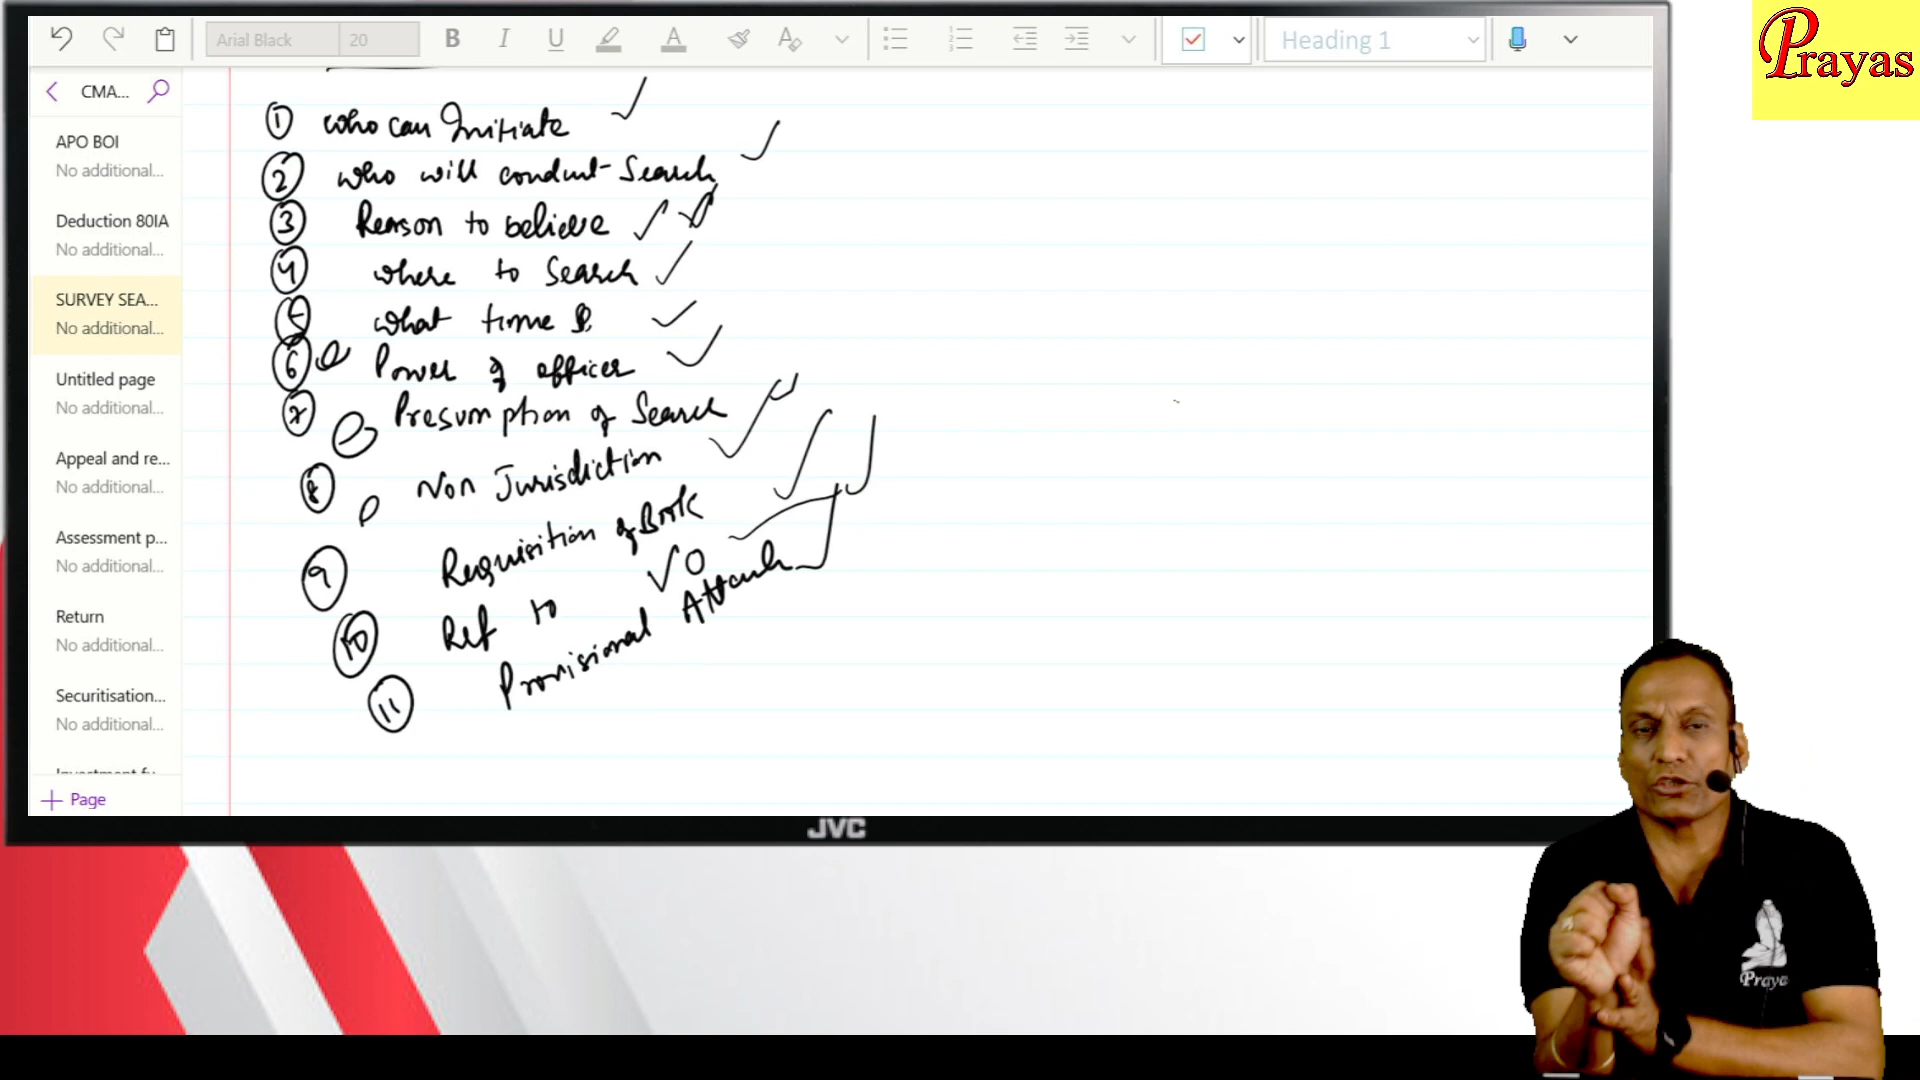 Prayas
Arial Black 20 B I U A A Heading 1
CMA...
APO BOI
No additional...
Deduction 80IA
No additional...
SURVEY SEA...
No additional...
Untitled page
No additional...
Appeal and re...
No additional...
Assessment p...
No additional...
Return
No additional...
Securitisation...
No additional...
Page
1 who can Initiate
2 who will conduct Search
3 Reason to believe
4 where to Search
5 what time
6 Power of officer
7 Presumption of Search
8 Non Jurisdiction
9 Requisition of Book
10 Ref to VO
11 Provisional Attach
JVC
Praya